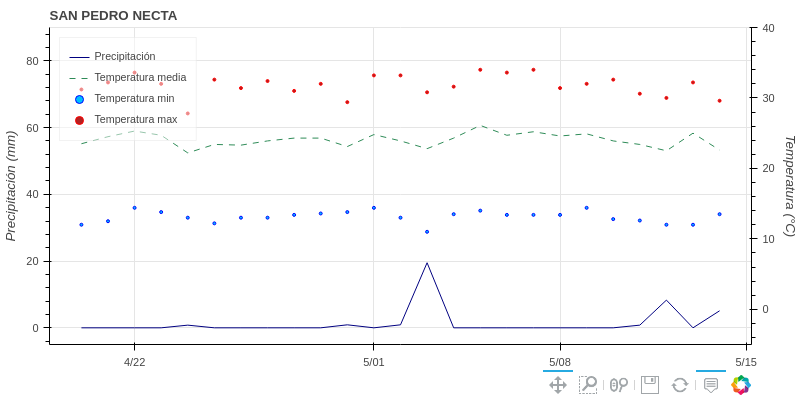 SAN PEDRO NECTA
Precipitación
Temperatura media
Temperatura min
Temperatura max
Precipitación (mm)
80
60
40
20
0
Temperatura (°C)
40
30
20
10
0
4/22
5/01
5/08
5/15